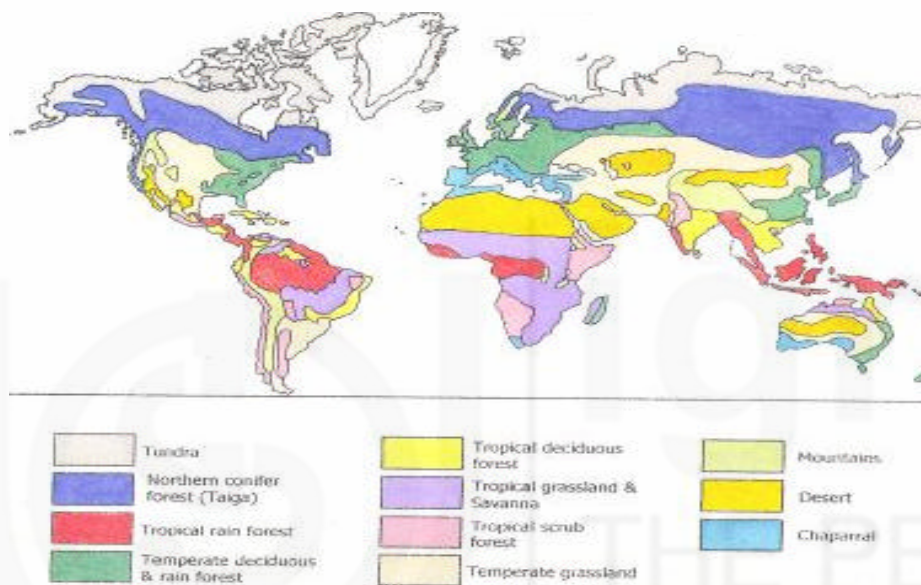 Tundra
Northern conifer
forest (Taiga)
Tropical rain forest
Temperate deciduous
& rain forest
Tropical deciduous
forest
Tropical grassland &
Savanna
Tropical scrub
forest
Temperate grassland
Mountains
Desert
Chaparral